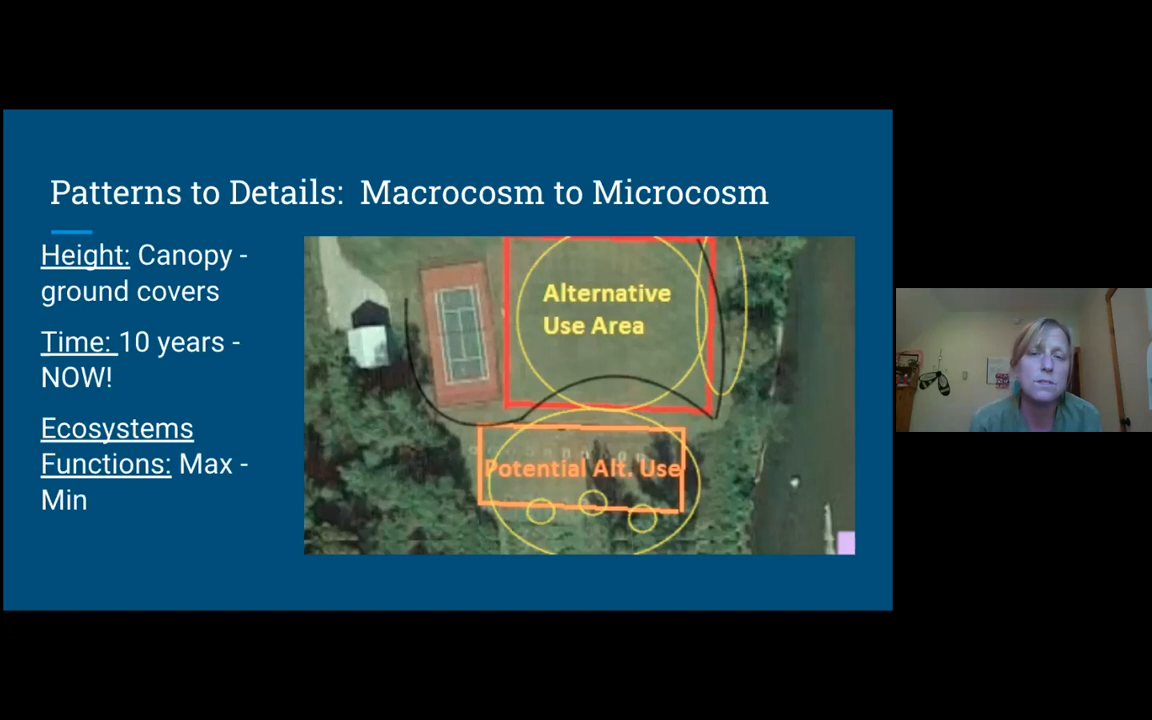 Patterns to Details:  Macrocosm to Microcosm
Height: Canopy -
ground covers
Time: 10 years -
NOW!
Ecosystems
Functions: Max -
Min
Alternative
Use Area
Potential Alt. Use